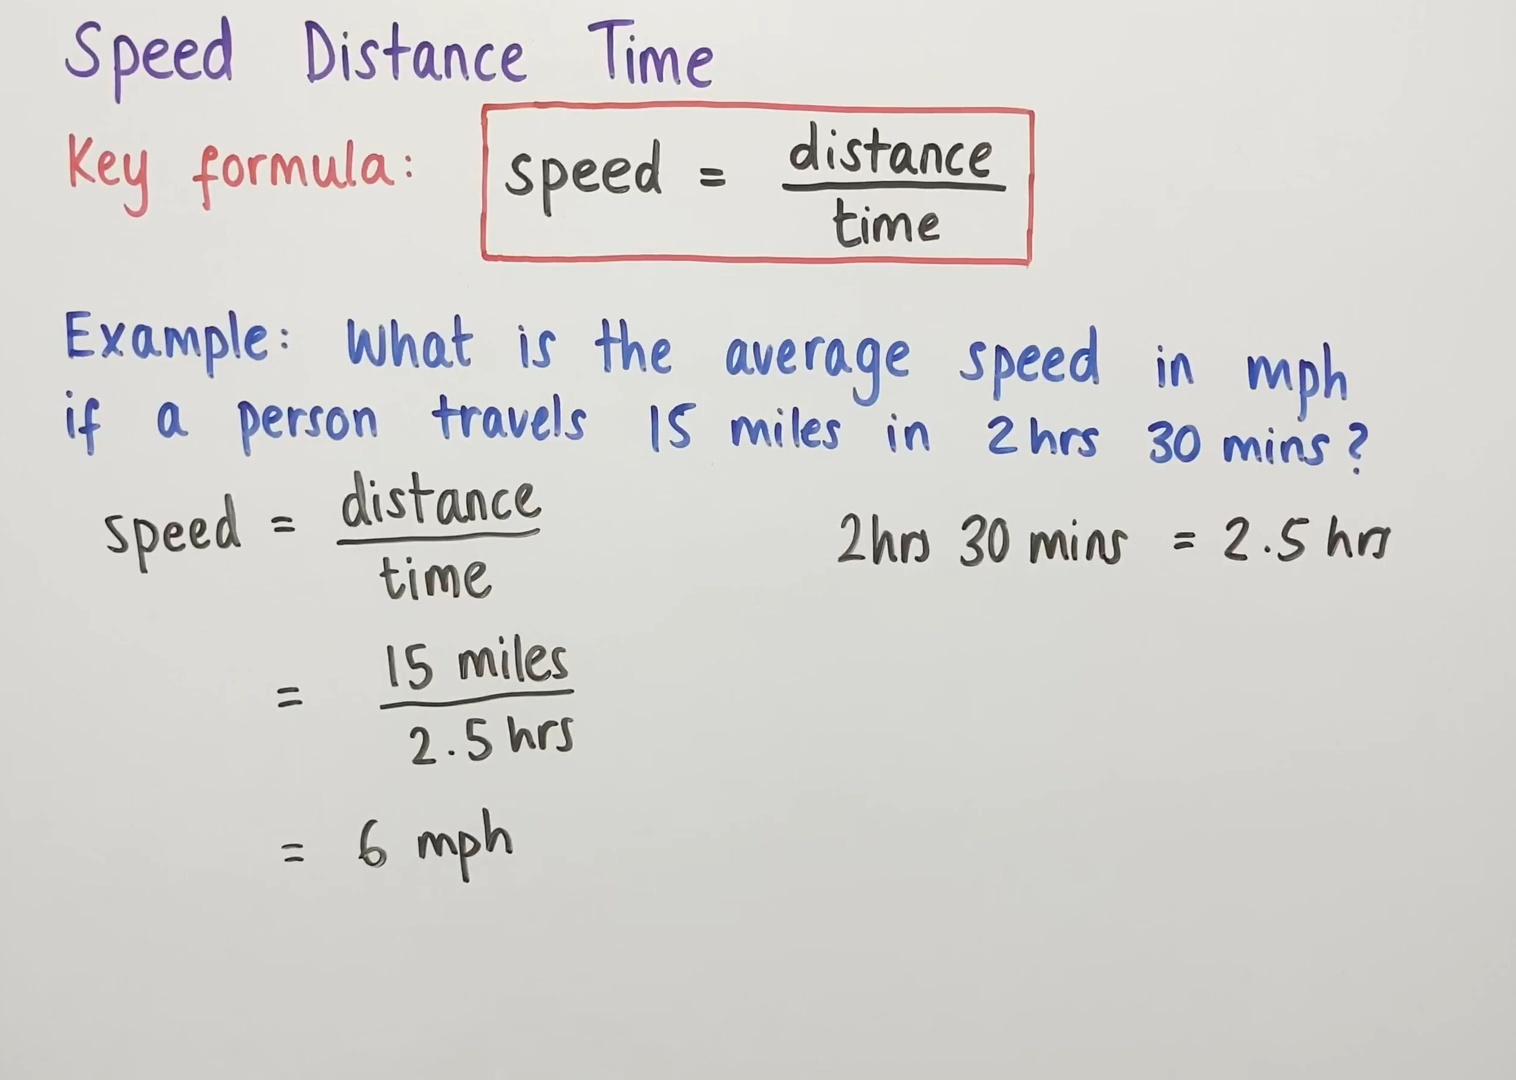 Speed Distance Time
Key formula: speed = distance / time
Example: What is the average speed in mph
if a person travels 15 miles in 2hrs 30 mins?
speed = distance / time
2hrs 30 mins = 2.5 hrs
= 15 miles / 2.5 hrs
= 6 mph